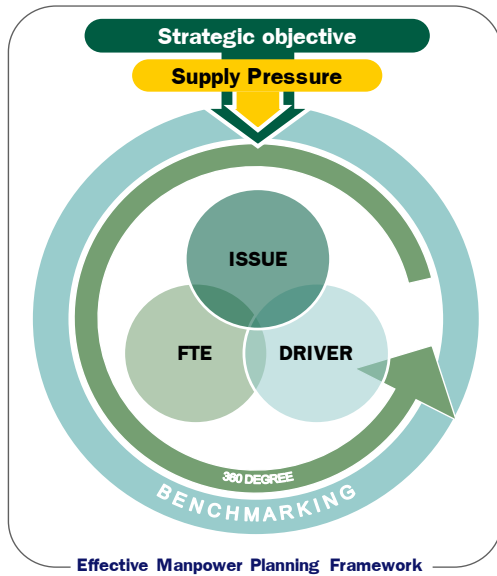 Strategic objective
Supply Pressure
ISSUE
FTE
DRIVER
360 DEGREE
BENCHMARKING
Effective Manpower Planning Framework